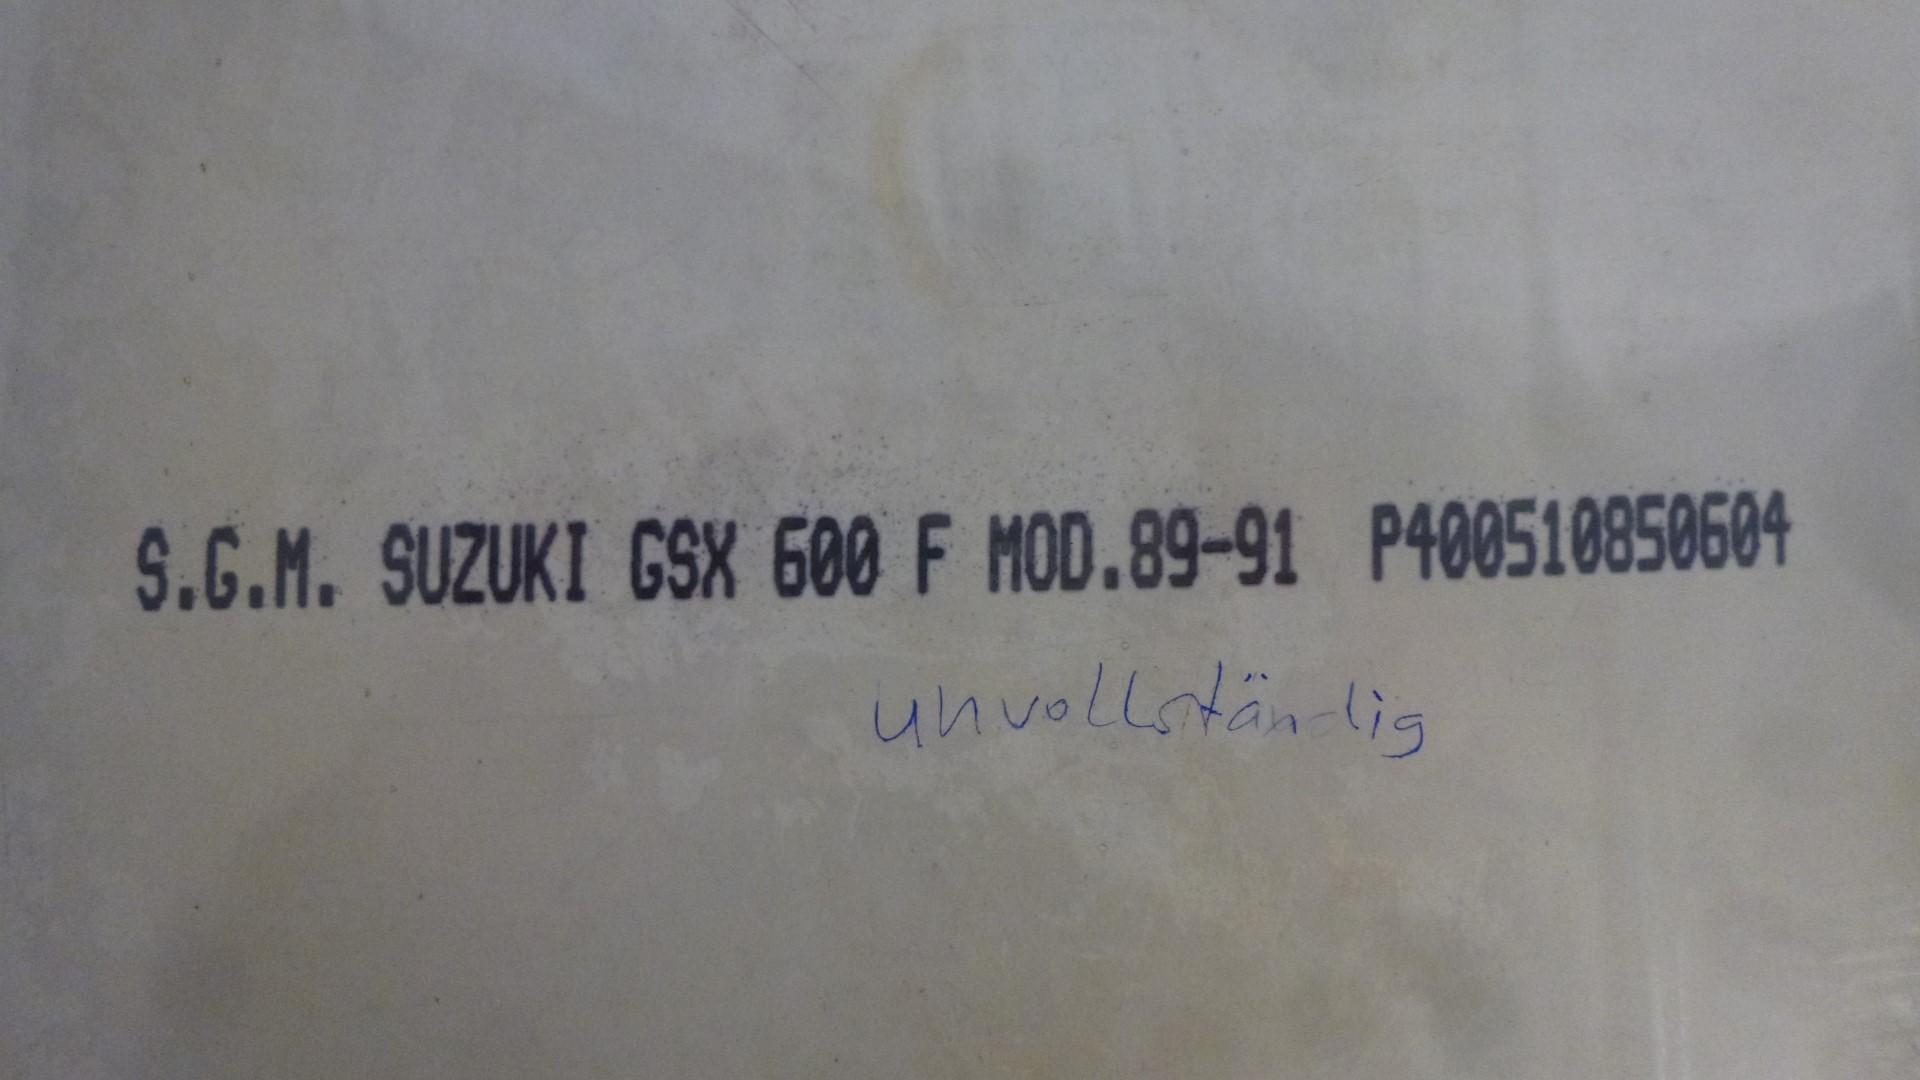 S.G.M. SUZUKI GSX 600 F MOD.89-91 P400510850604
unvollständig